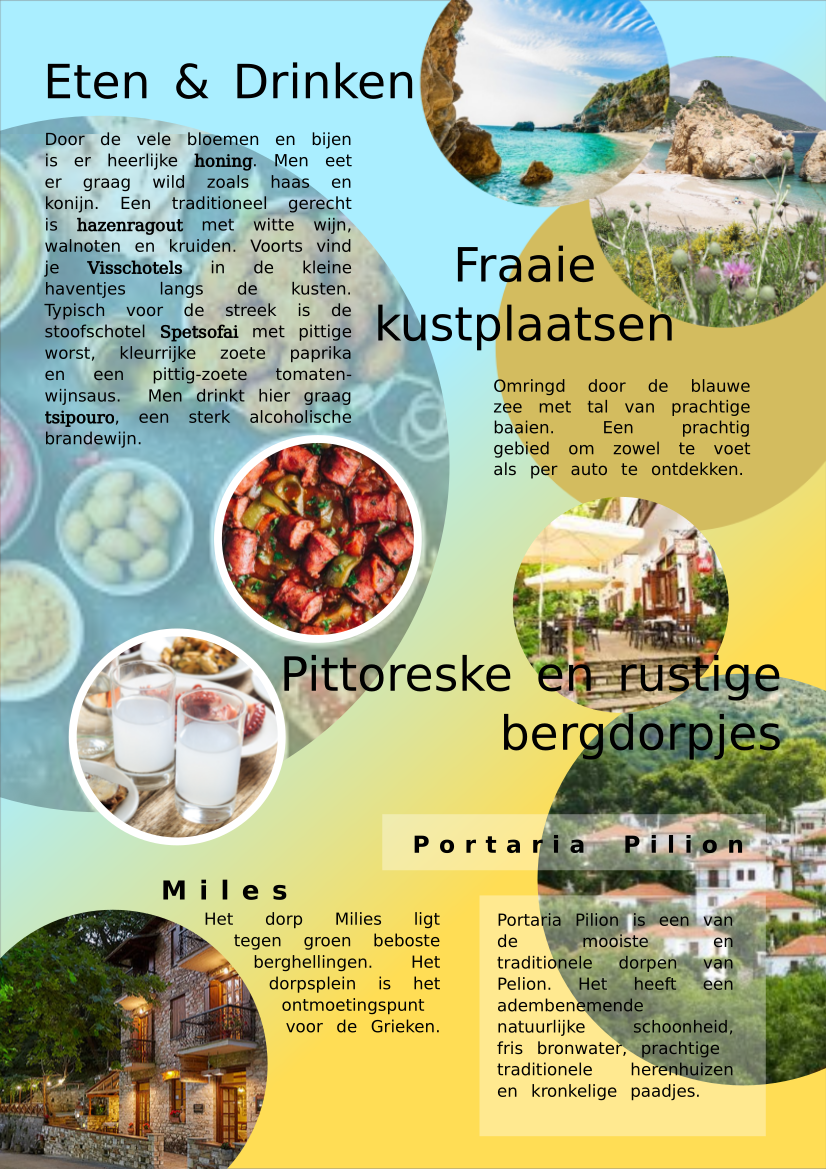 Eten & Drinken
Door de vele bloemen en bijen
is er heerlijke honing. Men eet
er graag wild zoals haas en
konijn. Een traditioneel gerecht
is hazenragout met witte wijn,
walnoten en kruiden. Voorts vind
je Visschotels in de kleine
haventjes langs de kusten.
Typisch voor de streek is de
stoofschotel Spetsofai met pittige
worst, kleurrijke zoete paprika
en een pittig-zoete tomaten-
wijnsaus. Men drinkt hier graag
tsipouro, een sterk alcoholische
brandewijn.
Fraaie
kustplaatsen
Omringd door de blauwe
zee met tal van prachtige
baaien. Een prachtig
gebied om zowel te voet
als per auto te ontdekken.
Pittoreske en rustige
bergdorpjes
Portaria Pilion
Portaria Pilion is een van
de mooiste en
traditionele dorpen van
Pelion. Het heeft een
adembenemende
natuurlijke schoonheid,
fris bronwater, prachtige
traditionele herenhuizen
en kronkelige paadjes.
Miles
Het dorp Milies ligt
tegen groen beboste
berghellingen. Het
dorpsplein is het
ontmoetingspunt
voor de Grieken.